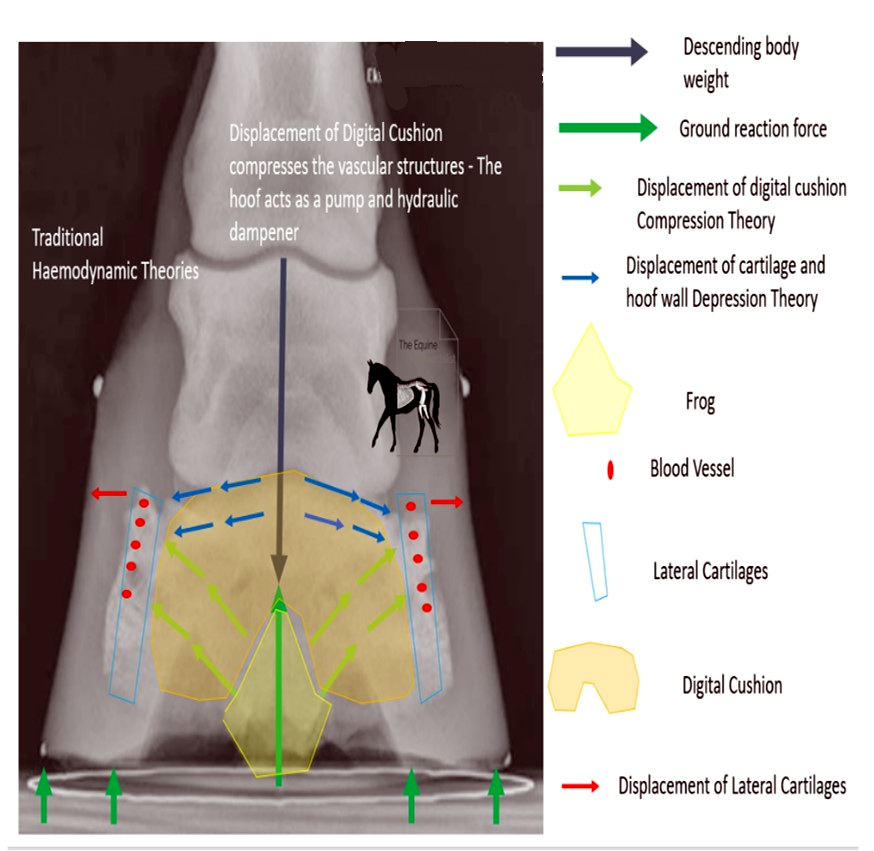 Displacement of Digital Cushion
compresses the vascular structures - The
hoof acts as a pump and hydraulic
dampener
Traditional
Haemodynamic Theories
The Equine
Descending body
weight
Ground reaction force
Displacement of digital cushion
Compression Theory
Displacement of cartilage and
hoof wall Depression Theory
Frog
Blood Vessel
Lateral Cartilages
Digital Cushion
Displacement of Lateral Cartilages